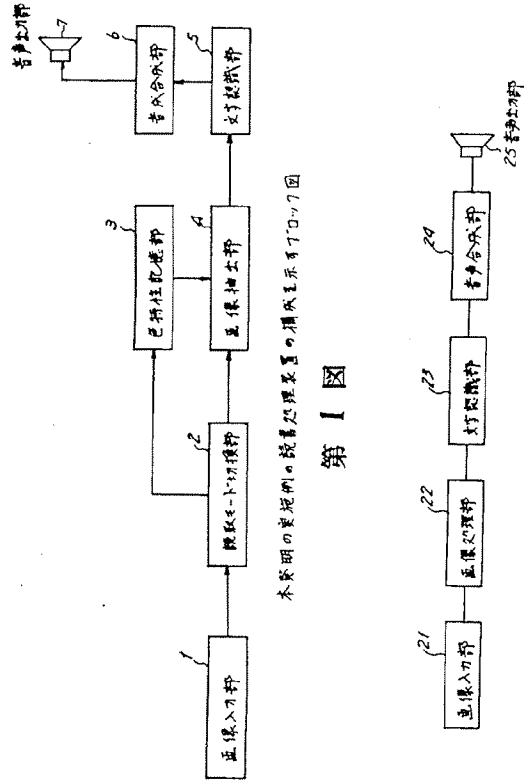 1
画像入力部
2
読取モード切換部
3
色特性記憶部
4
画像抽出部
5
文字認識部
6
音声合成部
7
音声出力部
本発明の実施例の読書処理装置の構成を示すブロック図
第1図
21
画像入力部
22
画像処理部
23
文字認識部
24
音声合成部
25 音声出力部